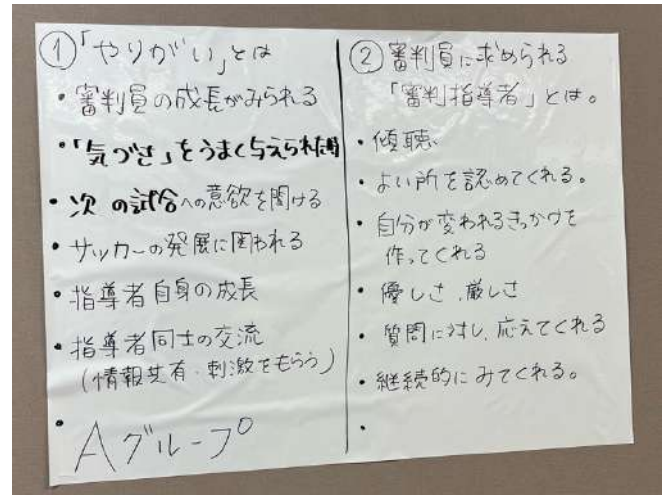 ①「やりがい」とは
・審判員の成長がみられる
・「気づき」をうまく与えられた時
・次の試合への意欲を聞ける
・サッカーの発展に関われる
・指導者自身の成長
・指導者同士の交流
(情報共有・刺激をもらう)
・
Aグループ
②審判員に求められる
「審判指導者」とは。
・傾聴
・よい所を認めてくれる。
・自分が変われるきっかけを
作ってくれる
・優しさ、厳しさ
・質問に対し、応えてくれる
・継続的にみてくれる。
・